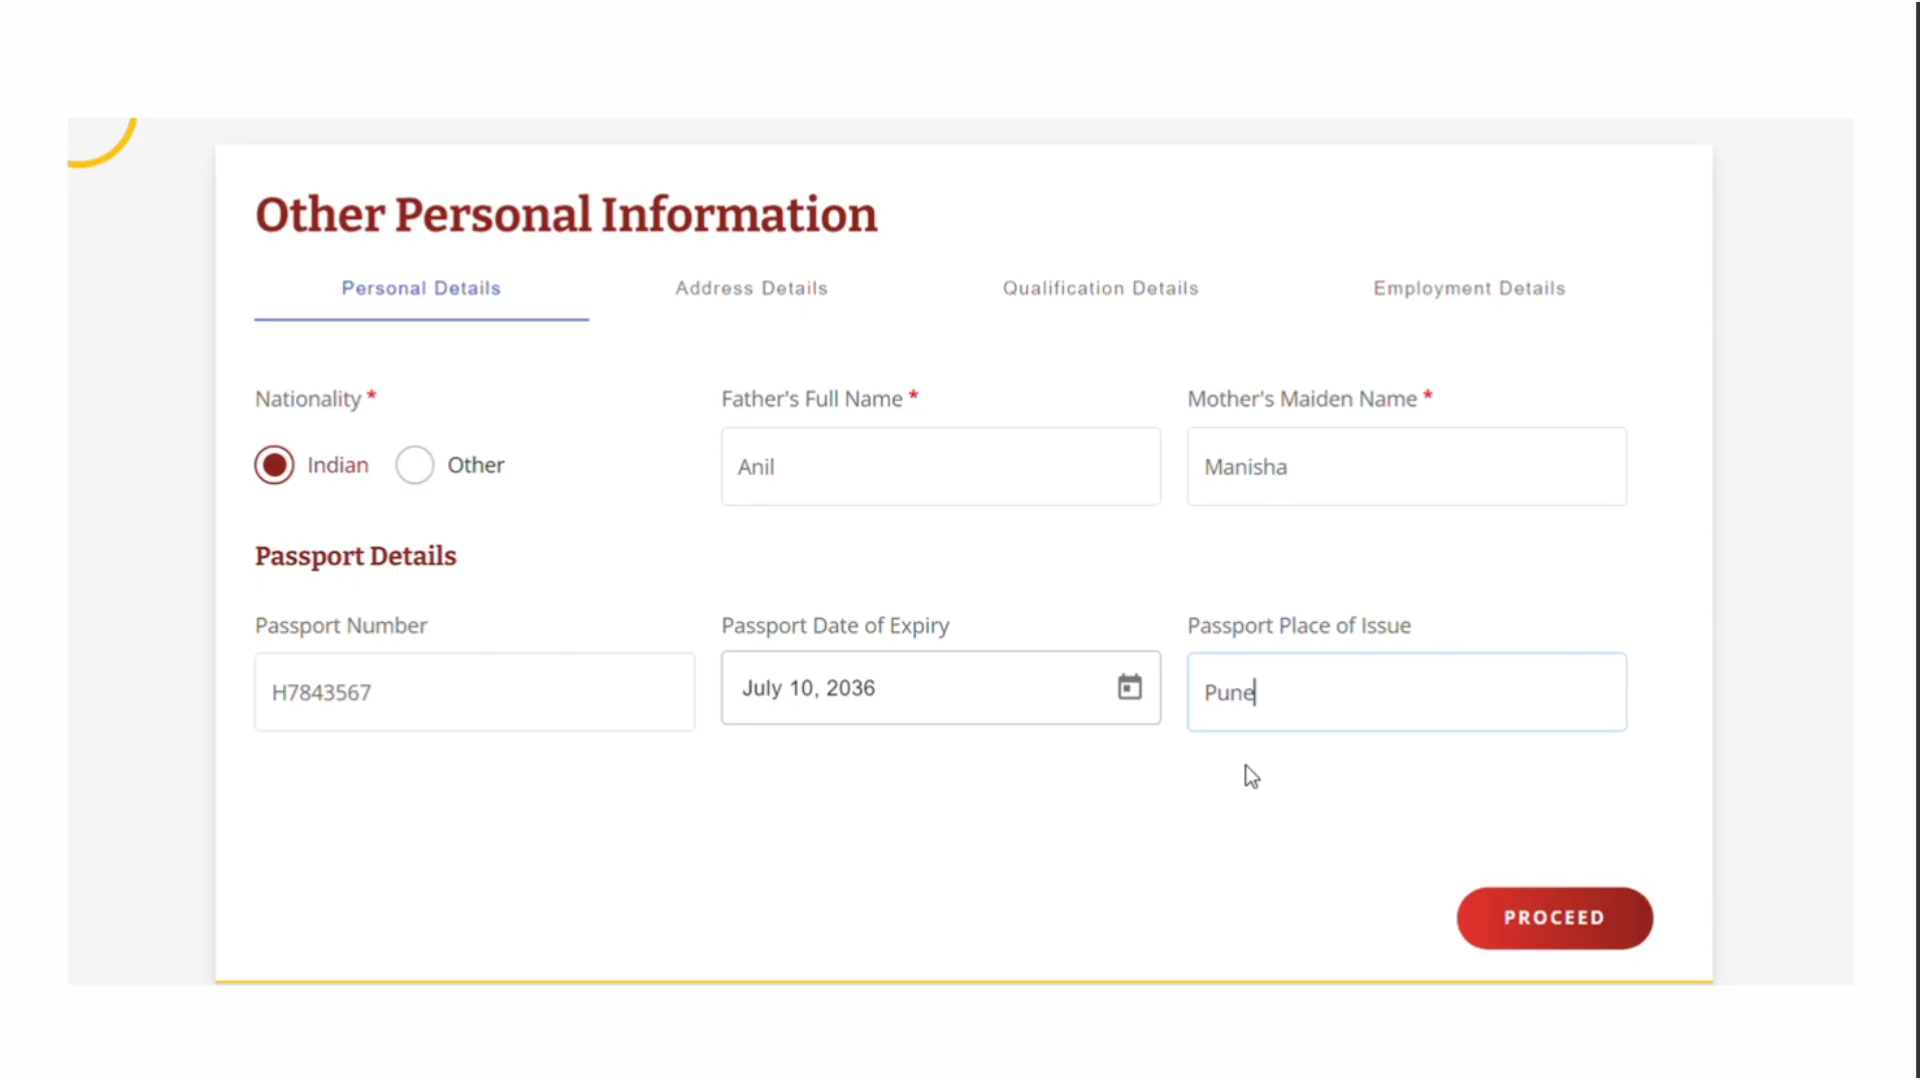 Other Personal Information
Personal Details Address Details Qualification Details Employment Details
Nationality * Father's Full Name * Mother's Maiden Name *
Indian Other Anil Manisha
Passport Details
Passport Number Passport Date of Expiry Passport Place of Issue
H7843567 July 10, 2036 Pune
PROCEED